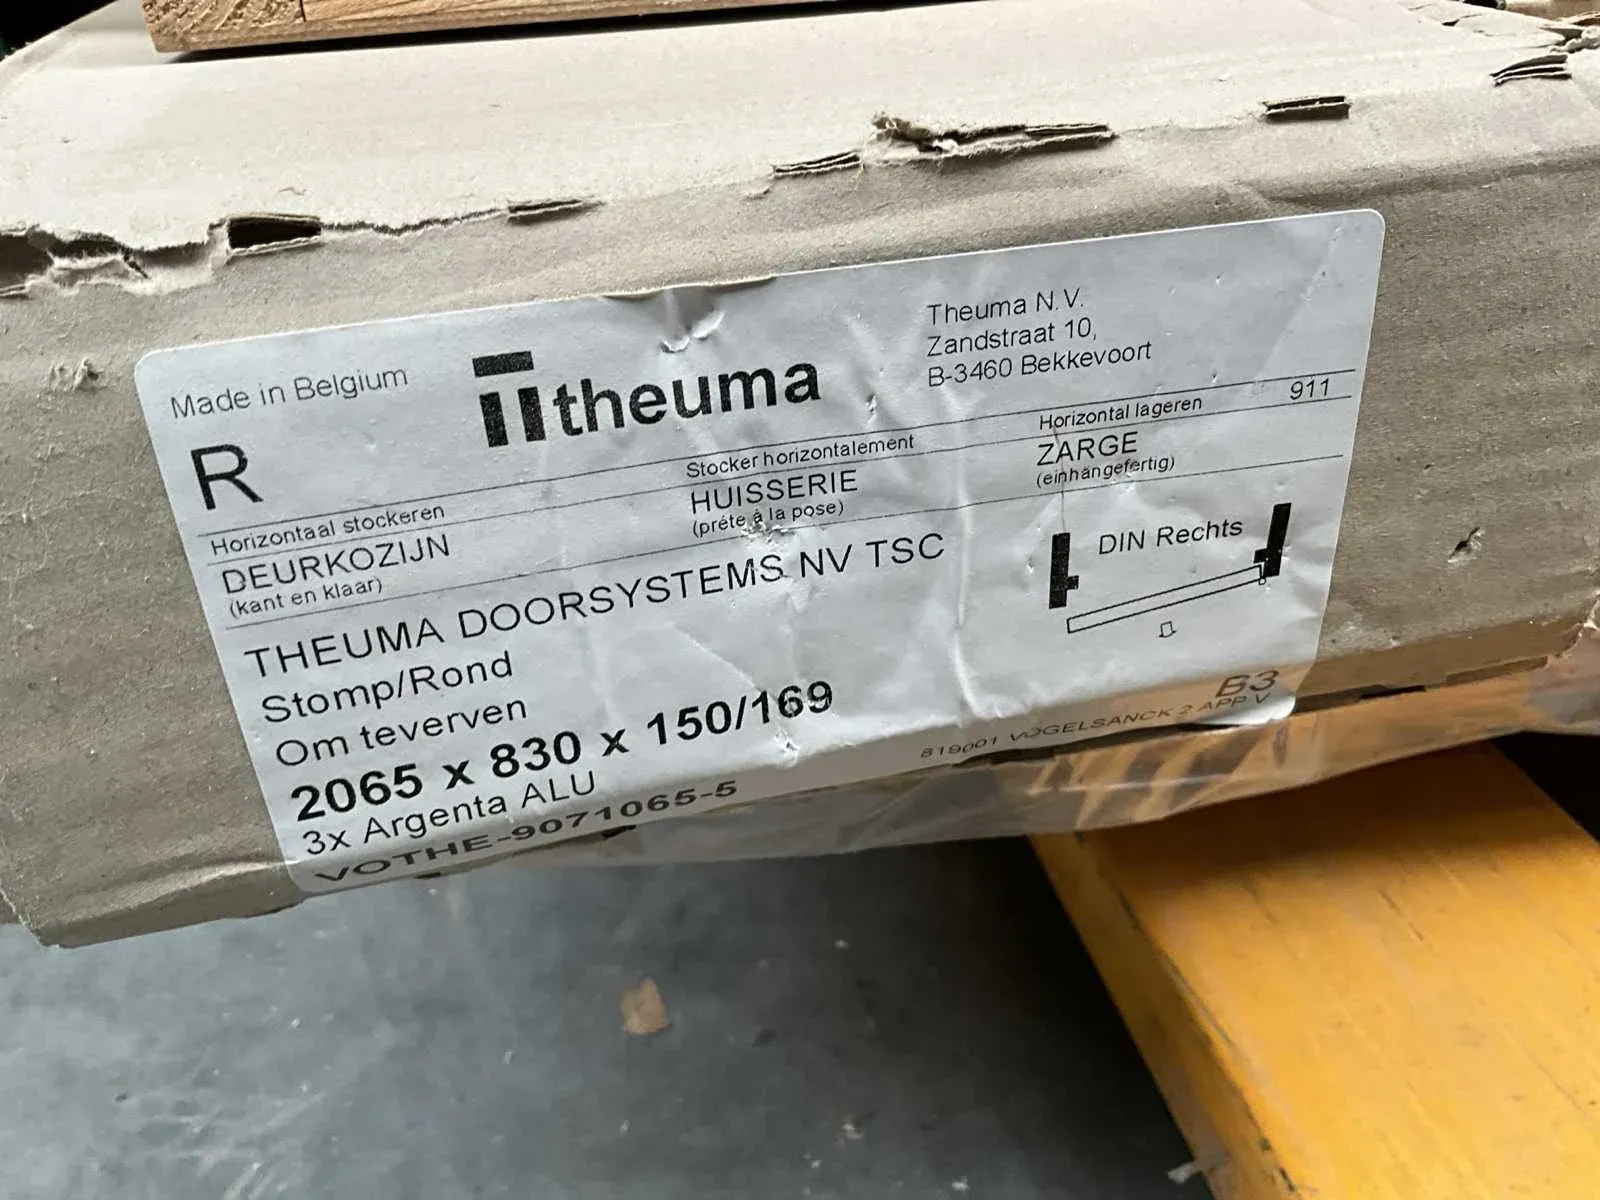 Made in Belgium
theuma
Theuma N.V.
Zandstraat 10,
B-3460 Bekkevoort
R
Horizontaal stockeren
Stocker horizontalement
Horizontal lageren
911
DEURKOZIJN
(kant en klaar)
HUISSERIE
(prête à la pose)
ZARGE
(einhängefertig)
THEUMA DOORSYSTEMS NV TSC
DIN Rechts
Stomp/Rond
Om teverven
2065 x 830 x 150/169
B3
3x Argenta ALU
819001 VOGELSANCK 2 APP V
VOTHE-9071065-5